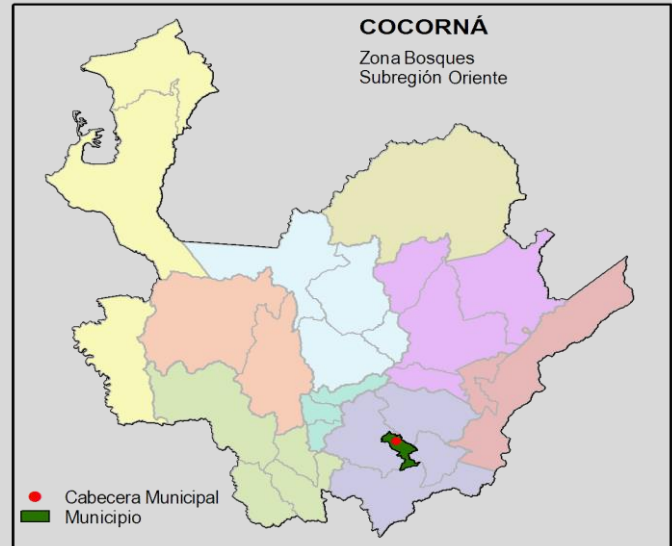 COCORNÁ
Zona Bosques
Subregión Oriente
Cabecera Municipal
Municipio